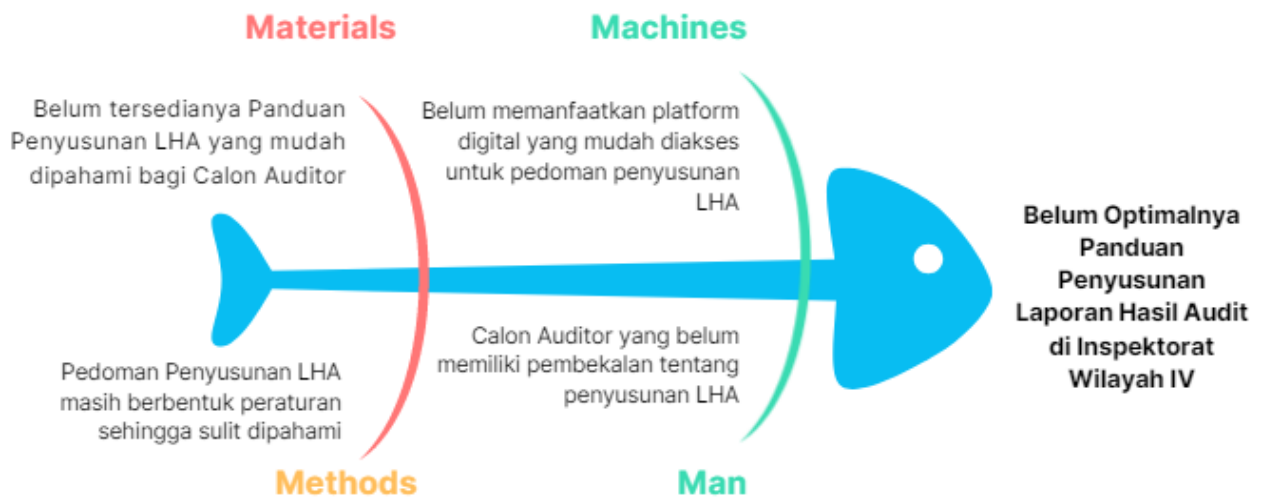 Materials
Belum tersedianya Panduan
Penyusunan LHA yang mudah
dipahami bagi Calon Auditor
Machines
Belum memanfaatkan platform
digital yang mudah diakses
untuk pedoman penyusunan
LHA
Pedoman Penyusunan LHA
masih berbentuk peraturan
sehingga sulit dipahami
Methods
Calon Auditor yang belum
memiliki pembekalan tentang
penyusunan LHA
Man
Belum Optimalnya
Panduan
Penyusunan
Laporan Hasil Audit
di Inspektorat
Wilayah IV